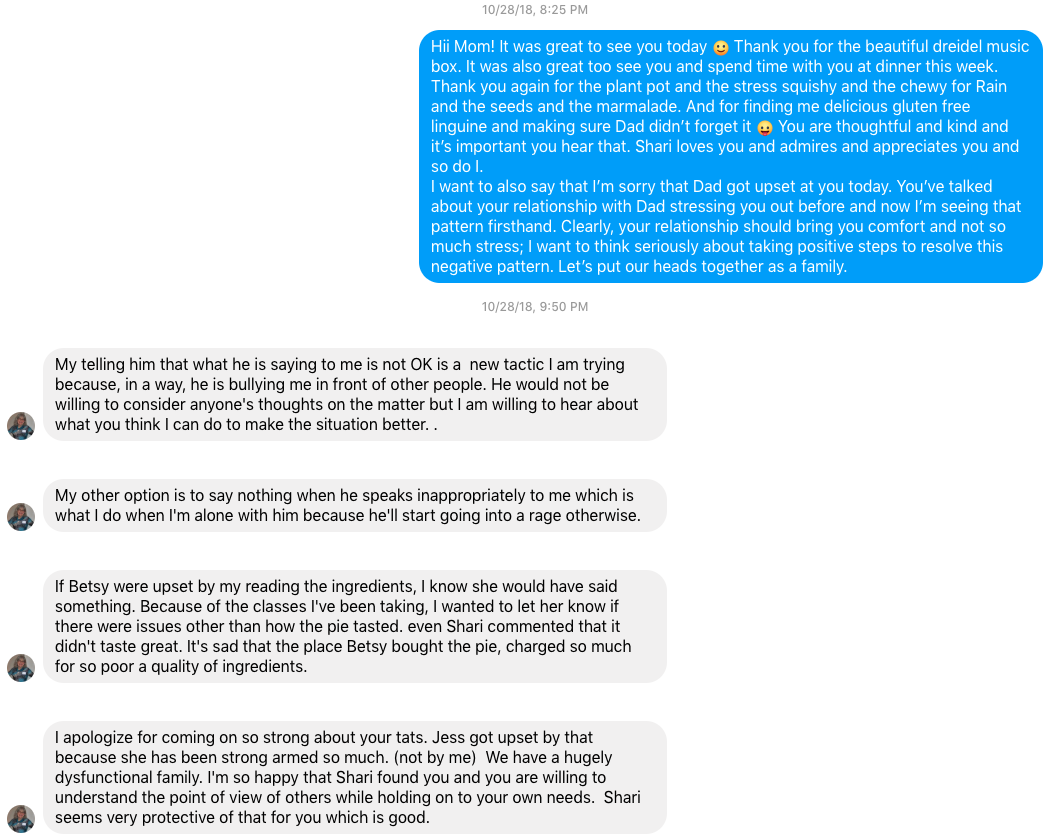 10/28/18, 8:25 PM
Hii Mom! It was great to see you today 🙂 Thank you for the beautiful dreidel music
box. It was also great too see you and spend time with you at dinner this week.
Thank you again for the plant pot and the stress squishy and the chewy for Rain
and the seeds and the marmalade. And for finding me delicious gluten free
linguine and making sure Dad didn’t forget it 😜 You are thoughtful and kind and
it’s important you hear that. Shari loves you and admires and appreciates you and
so do I.
I want to also say that I’m sorry that Dad got upset at you today. You’ve talked
about your relationship with Dad stressing you out before and now I’m seeing that
pattern firsthand. Clearly, your relationship should bring you comfort and not so
much stress; I want to think seriously about taking positive steps to resolve this
negative pattern. Let’s put our heads together as a family.
10/28/18, 9:50 PM
My telling him that what he is saying to me is not OK is a  new tactic I am trying
because, in a way, he is bullying me in front of other people. He would not be
willing to consider anyone's thoughts on the matter but I am willing to hear about
what you think I can do to make the situation better. .
My other option is to say nothing when he speaks inappropriately to me which is
what I do when I'm alone with him because he'll start going into a rage otherwise.
If Betsy were upset by my reading the ingredients, I know she would have said
something. Because of the classes I've been taking, I wanted to let her know if
there were issues other than how the pie tasted. even Shari commented that it
didn't taste great. It's sad that the place Betsy bought the pie, charged so much
for so poor a quality of ingredients.
I apologize for coming on so strong about your tats. Jess got upset by that
because she has been strong armed so much. (not by me)  We have a hugely
dysfunctional family. I'm so happy that Shari found you and you are willing to
understand the point of view of others while holding on to your own needs.  Shari
seems very protective of that for you which is good.